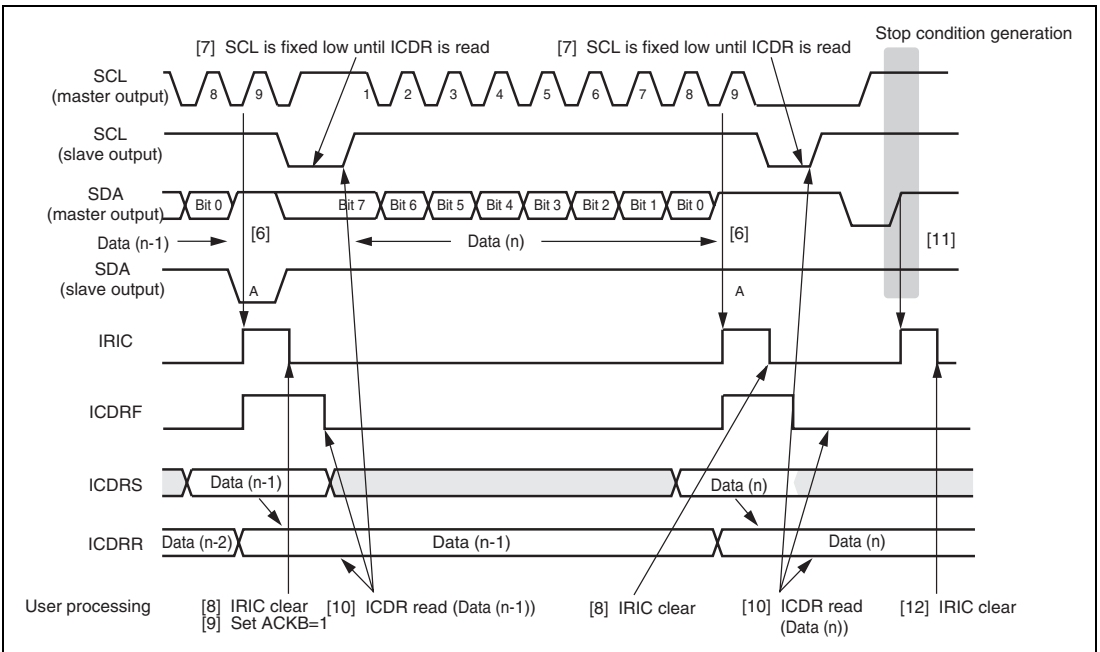 Stop condition generation
[7] SCL is fixed low until ICDR is read
[7] SCL is fixed low until ICDR is read
SCL
(master output)
8
9
1
2
3
4
5
6
7
8
9
SCL
(slave output)
SDA
(master output)
Bit 0
Bit 7
Bit 6
Bit 5
Bit 4
Bit 3
Bit 2
Bit 1
Bit 0
Data (n-1)
[6]
Data (n)
[6]
[11]
SDA
(slave output)
A
A
IRIC
ICDRF
ICDRS
Data (n-1)
Data (n)
ICDRR
Data (n-2)
Data (n-1)
Data (n)
User processing
[8] IRIC clear
[9] Set ACKB=1
[10] ICDR read (Data (n-1))
[8] IRIC clear
[10] ICDR read
(Data (n))
[12] IRIC clear